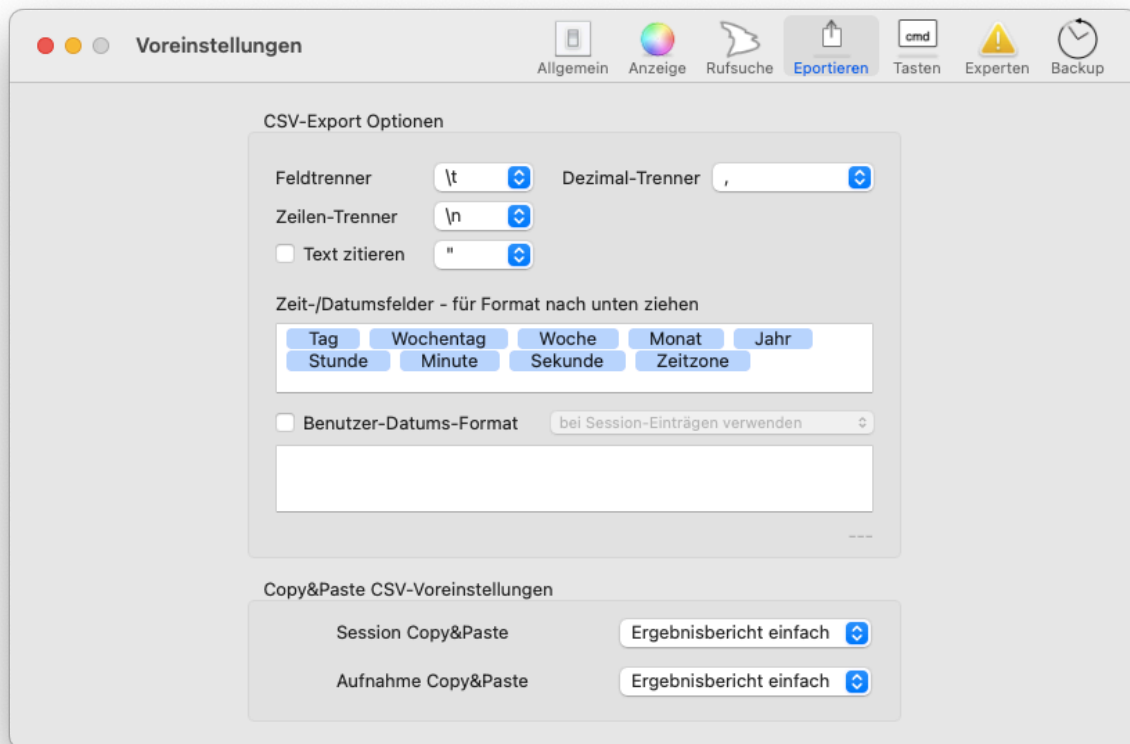 Voreinstellungen
Allgemein Anzeige Rufsuche Eportieren cmd Tasten Experten Backup
CSV-Export Optionen
Feldtrenner \t Dezimal-Trenner ,
Zeilen-Trenner \n
Text zitieren "
Zeit-/Datumsfelder - für Format nach unten ziehen
Tag Wochentag Woche Monat Jahr
Stunde Minute Sekunde Zeitzone
Benutzer-Datums-Format bei Session-Einträgen verwenden
---
Copy&Paste CSV-Voreinstellungen
Session Copy&Paste Ergebnisbericht einfach
Aufnahme Copy&Paste Ergebnisbericht einfach